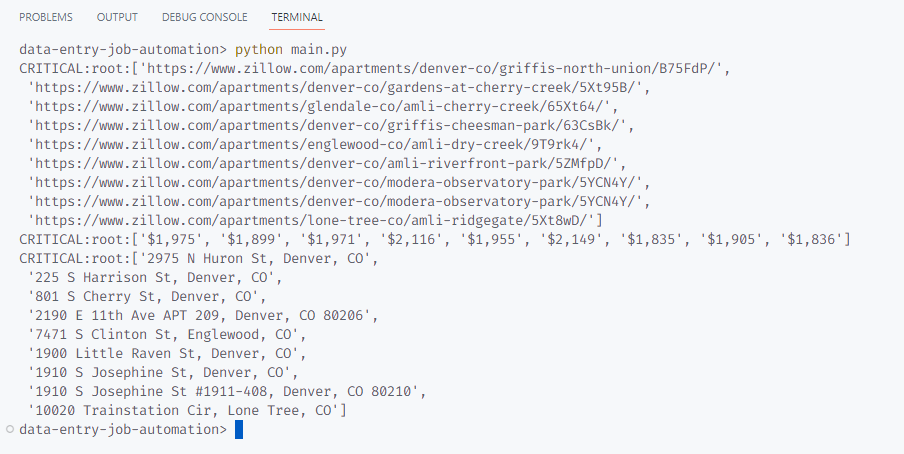 PROBLEMS OUTPUT DEBUG CONSOLE TERMINAL
data-entry-job-automation> python main.py
CRITICAL:root:['https://www.zillow.com/apartments/denver-co/griffis-north-union/B75FdP/',
'https://www.zillow.com/apartments/denver-co/gardens-at-cherry-creek/5Xt95B/',
'https://www.zillow.com/apartments/glendale-co/amli-cherry-creek/65Xt64/',
'https://www.zillow.com/apartments/denver-co/griffis-cheesman-park/63CsBk/',
'https://www.zillow.com/apartments/englewood-co/amli-dry-creek/9T9rk4/',
'https://www.zillow.com/apartments/denver-co/amli-riverfront-park/5ZMfpD/',
'https://www.zillow.com/apartments/denver-co/modera-observatory-park/5YCN4Y/',
'https://www.zillow.com/apartments/denver-co/modera-observatory-park/5YCN4Y/',
'https://www.zillow.com/apartments/lone-tree-co/amli-ridgegate/5Xt8wD/']
CRITICAL:root:['$1,975', '$1,899', '$1,971', '$2,116', '$1,955', '$2,149', '$1,835', '$1,905', '$1,836']
CRITICAL:root:['2975 N Huron St, Denver, CO',
'225 S Harrison St, Denver, CO',
'801 S Cherry St, Denver, CO',
'2190 E 11th Ave APT 209, Denver, CO 80206',
'7471 S Clinton St, Englewood, CO',
'1900 Little Raven St, Denver, CO',
'1910 S Josephine St, Denver, CO',
'1910 S Josephine St #1911-408, Denver, CO 80210',
'10020 Trainstation Cir, Lone Tree, CO']
data-entry-job-automation>